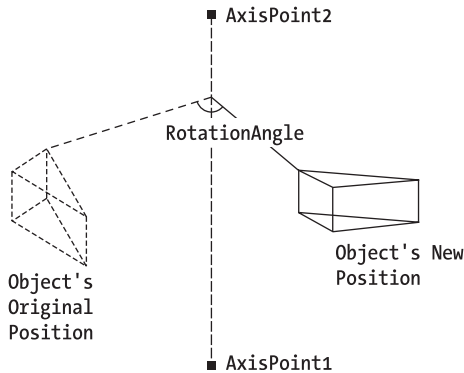 AxisPoint2
RotationAngle
Object's New
Position
Object's
Original
Position
AxisPoint1